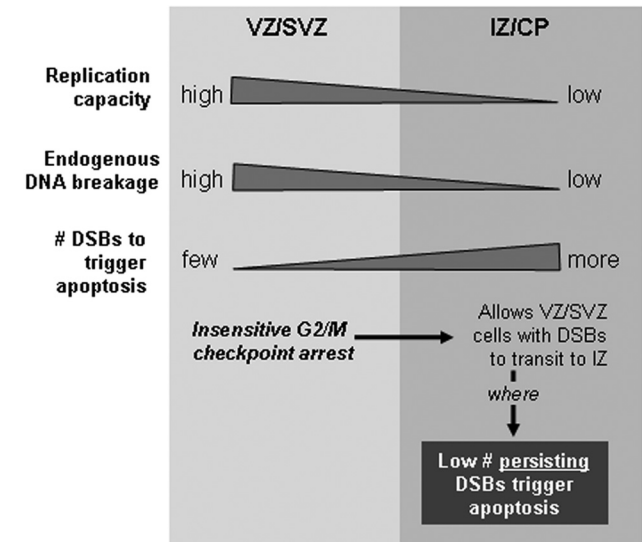 VZ/SVZ
IZ/CP
Replication
capacity
high
low
Endogenous
DNA breakage
high
low
# DSBs to
trigger
apoptosis
few
more
Insensitive G2/M
checkpoint arrest
Allows VZ/SVZ
cells with DSBs
to transit to IZ
where
Low # persisting
DSBs trigger
apoptosis